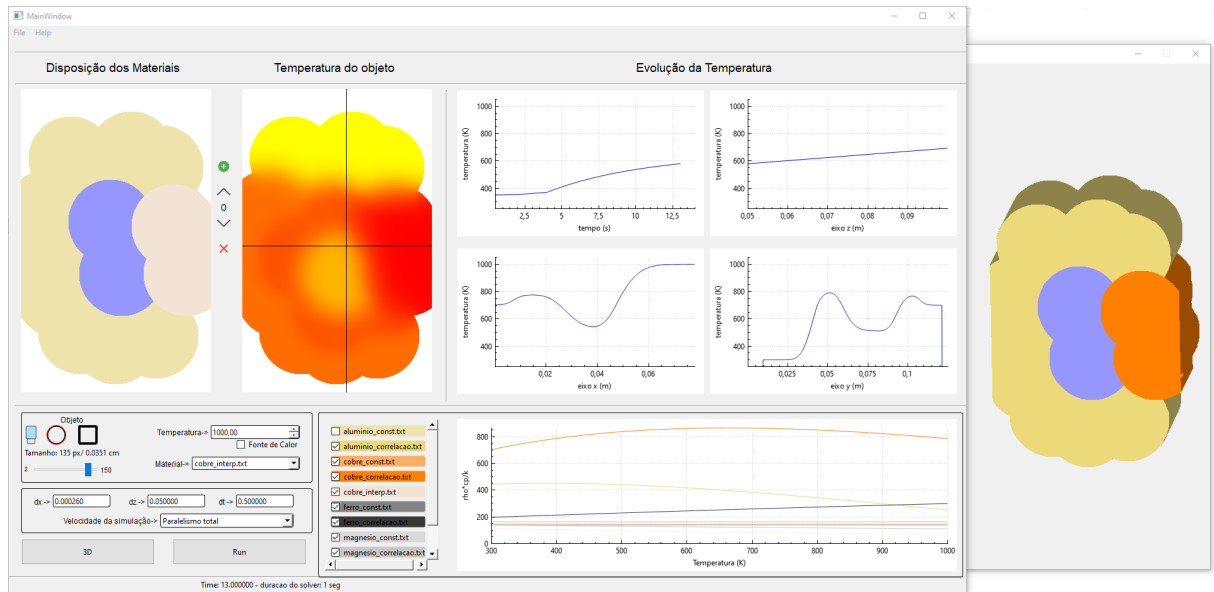 MainWindow
File Help
Disposição dos Materiais
Temperatura do objeto
Evolução da Temperatura
0
1000
800
600
400
temperatura (K)
2,5 5 7,5 10 12,5
tempo (s)
1000
800
600
400
temperatura (K)
0,05 0,06 0,07 0,08 0,09
eixo z (m)
1000
800
600
400
temperatura (K)
0,02 0,04 0,06
eixo x (m)
1000
800
600
400
temperatura (K)
0,025 0,05 0,075 0,1
eixo y (m)
Objeto
Tamanho: 135 px/ 0.0351 cm
2 150
Temperatura-> 1000,00
Fonte de Calor
Material-> cobre_interp.txt
dx -> 0.000260 dz -> 0.050000 dt -> 0.500000
Velocidade da simulação-> Paralelismo total
3D
Run
aluminio_const.txt
aluminio_correlacao.txt
cobre_const.txt
cobre_correlacao.txt
cobre_interp.txt
ferro_const.txt
ferro_correlacao.txt
magnesio_const.txt
magnesio_correlacao.txt
800
600
400
200
0
rho*cp/k
300 400 500 600 700 800 900 1000
Temperatura (K)
Time: 13.000000 - duracao do solver: 1 seg